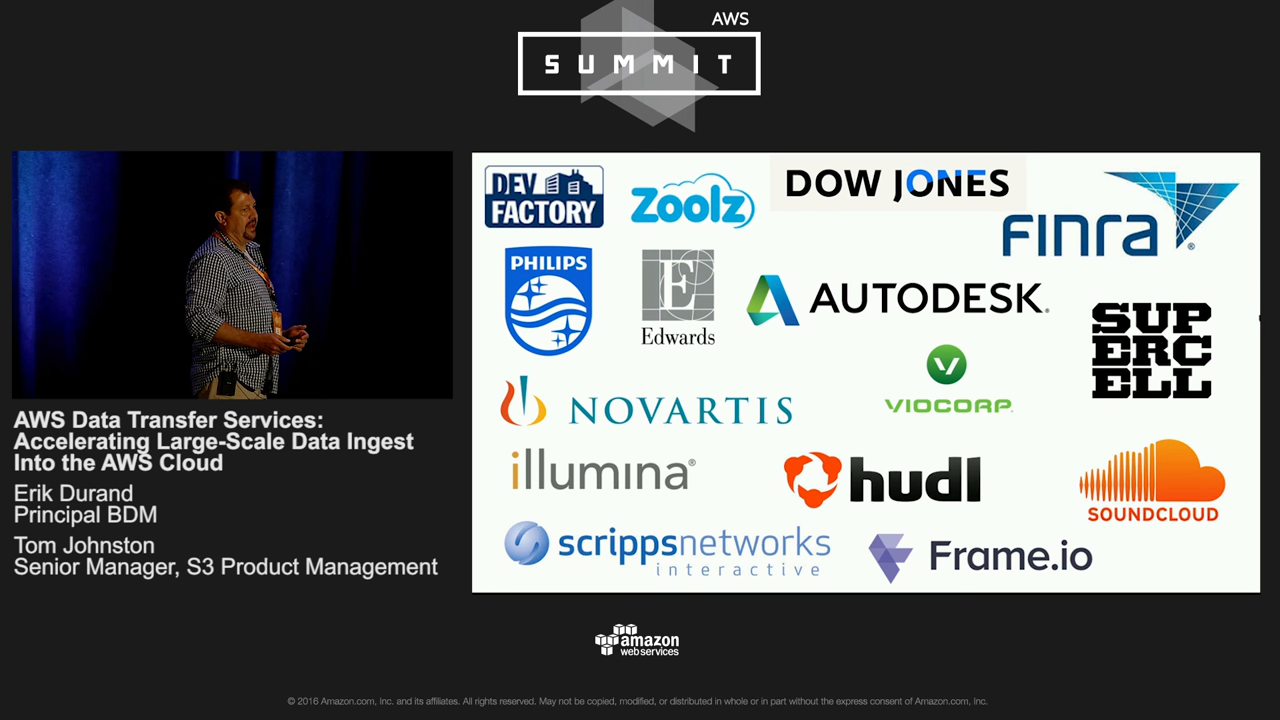 AWS
SUMMIT
AWS Data Transfer Services:
Accelerating Large-Scale Data Ingest
Into the AWS Cloud
Erik Durand
Principal BDM
Tom Johnston
Senior Manager, S3 Product Management
DEV
FACTORY
Zoolz
DOW JONES
FINRA
®
PHILIPS
E
Edwards
AUTODESK®
SUP
ERC
ELL
VIOCORP
NOVARTIS
illumina®
hudl
SOUNDCLOUD
scrippsnetworks
interactive
Frame.io
amazon
web services
© 2016 Amazon.com, Inc. and its affiliates. All rights reserved. May not be copied, modified, or distributed in whole or in part without the express consent of Amazon.com, Inc.